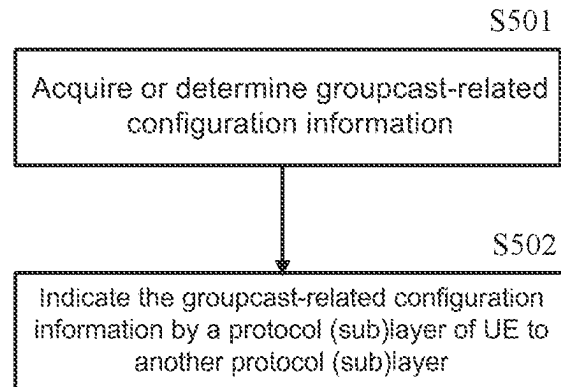 S501
Acquire or determine groupcast-related
configuration information
S502
Indicate the groupcast-related configuration
information by a protocol (sub)layer of UE to
another protocol (sub)layer